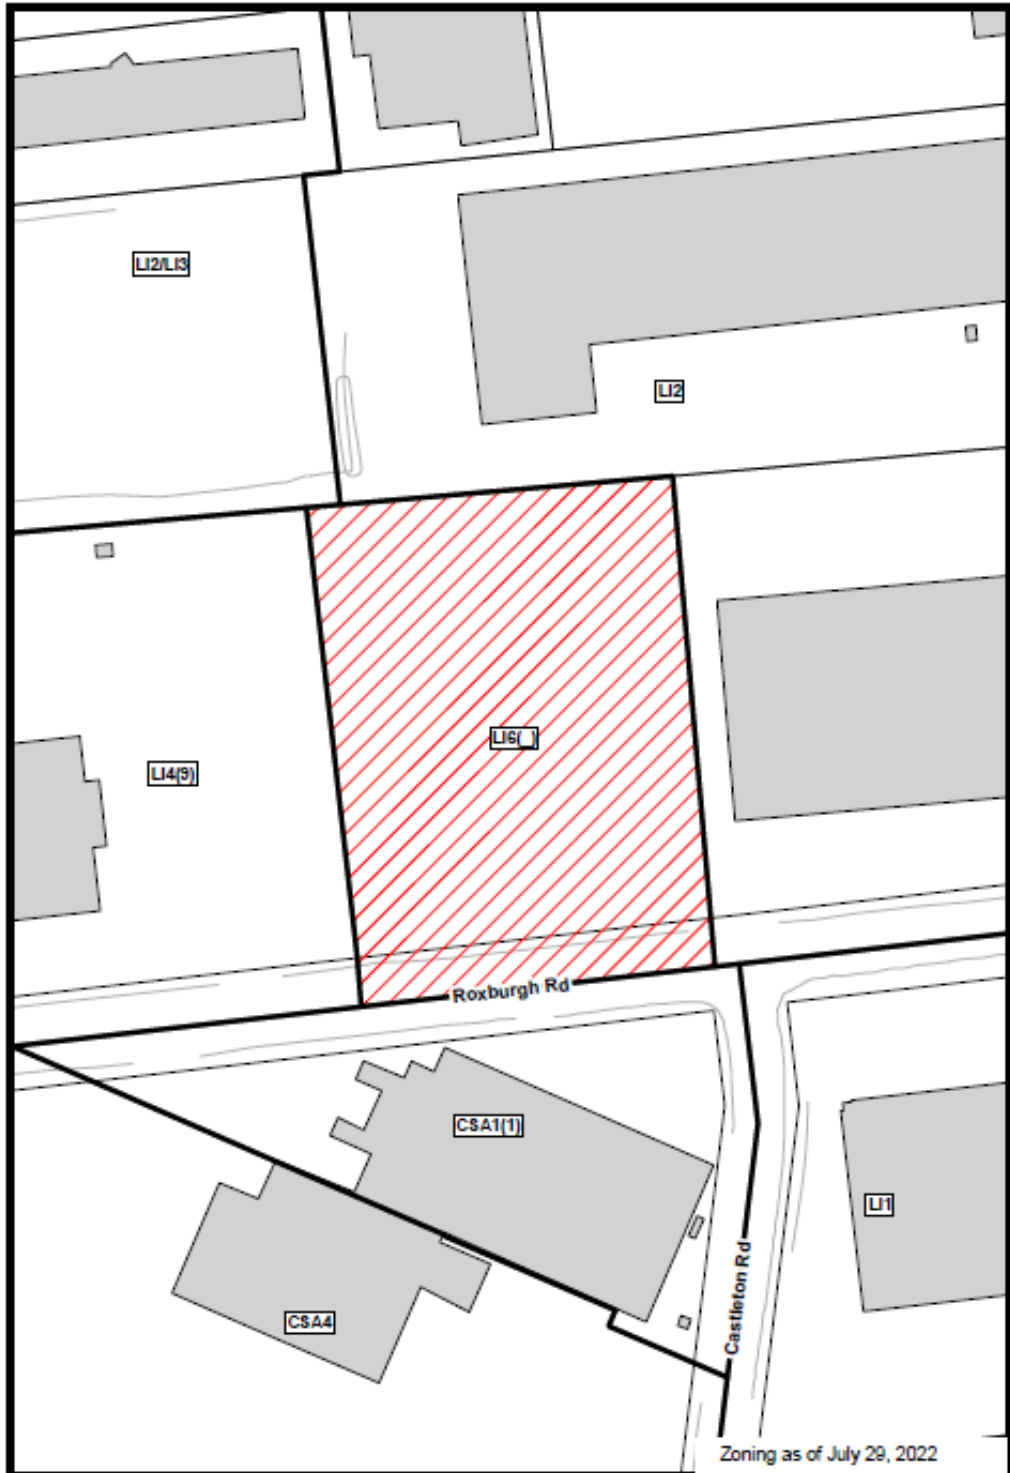 LI2/LI3
LI2
LI6(_)
LI4(9)
Roxburgh Rd
CSA1(1)
LI1
Castleton Rd
CSA4
Zoning as of July 29, 2022